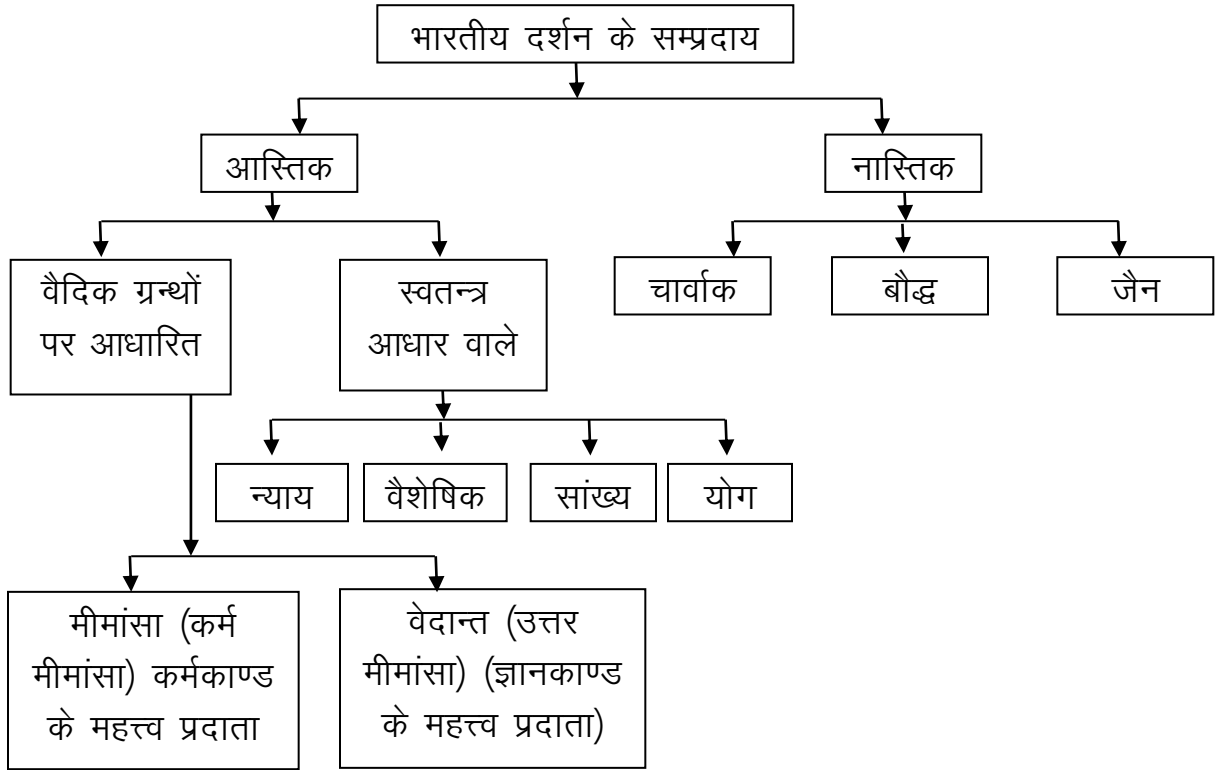 भारतीय दर्शन के सम्प्रदाय
आस्तिक
नास्तिक
वैदिक ग्रन्थों
पर आधारित
स्वतन्त्र
आधार वाले
चार्वाक
बौद्ध
जैन
न्याय
वैशेषिक
सांख्य
योग
मीमांसा (कर्म
मीमांसा) कर्मकाण्ड
के महत्त्व प्रदाता
वेदान्त (उत्तर
मीमांसा) (ज्ञानकाण्ड
के महत्त्व प्रदाता)